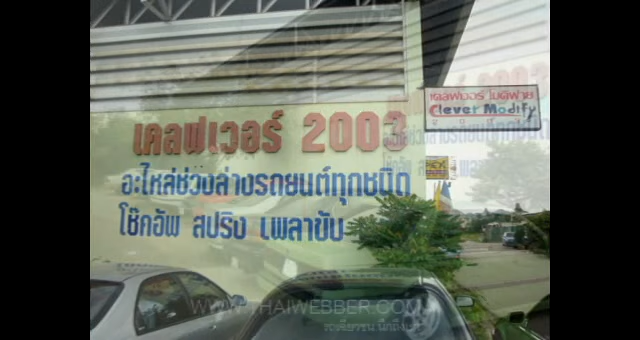 เคลฟเวอร์ โมดิฟาย
Clever Modify
เคลฟเวอร์ 2003
อะไหล่ช่วงล่างรถยนต์ทุกชนิด
โช๊คอัพ สปริง เพลาขับ
WWW.THAIWEBBER.COM